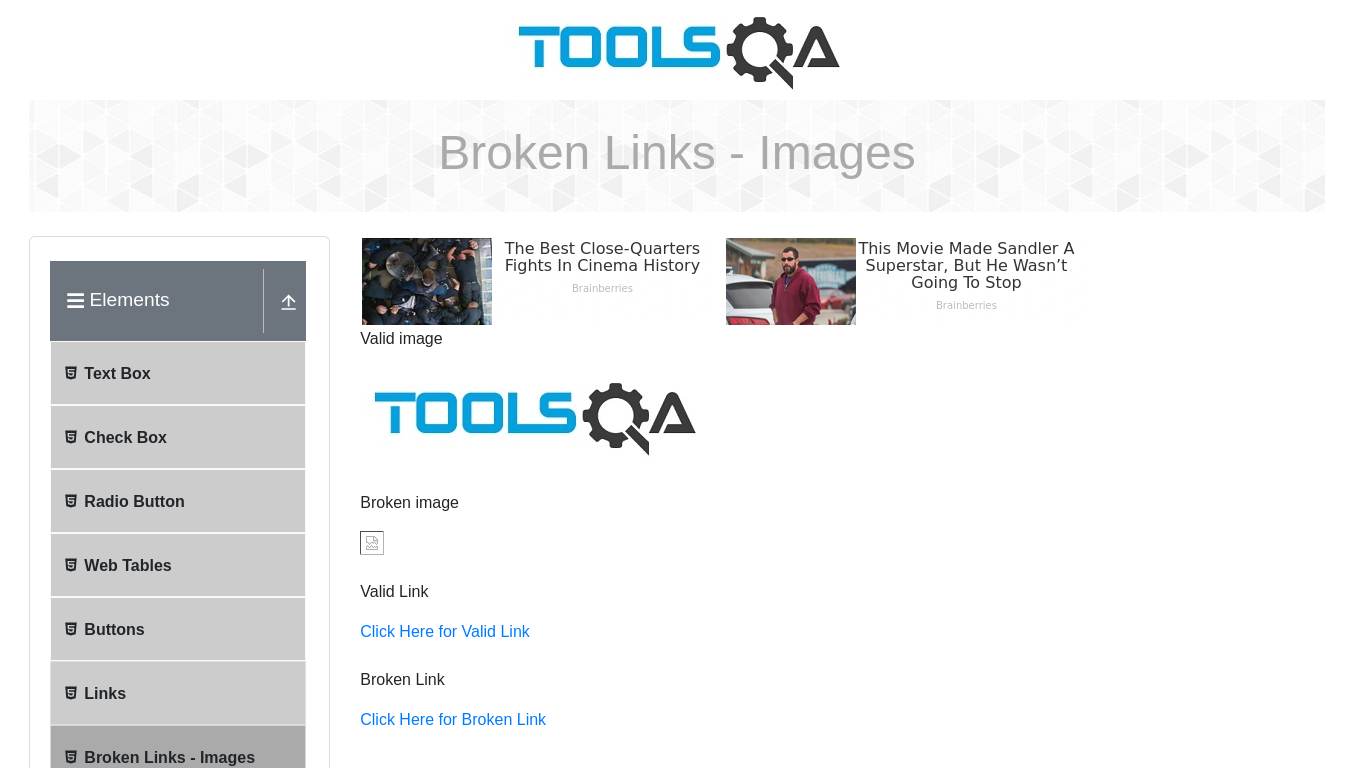 TOOLSQA
Broken Links - Images
Elements
Text Box
Check Box
Radio Button
Web Tables
Buttons
Links
Broken Links - Images
The Best Close-Quarters
Fights In Cinema History
Brainberries
This Movie Made Sandler A
Superstar, But He Wasn’t
Going To Stop
Brainberries
Valid image
TOOLSQA
Broken image
Valid Link
Click Here for Valid Link
Broken Link
Click Here for Broken Link